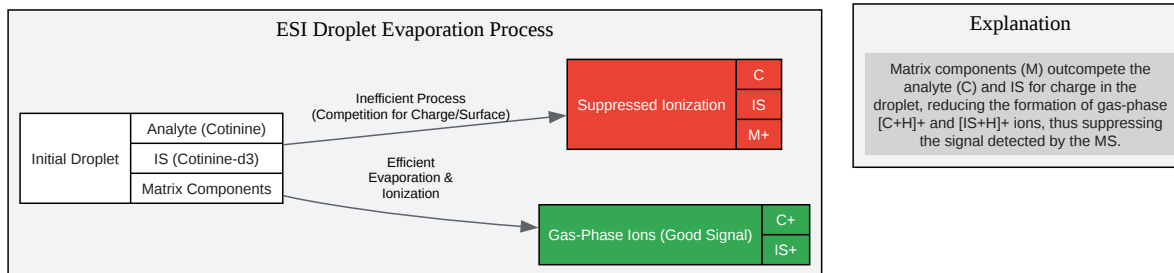 ESI Droplet Evaporation Process
Initial Droplet
Analyte (Cotinine)
IS (Cotinine-d3)
Matrix Components
Inefficient Process
(Competition for Charge/Surface)
Efficient
Evaporation &
Ionization
Suppressed Ionization
C
IS
M+
Gas-Phase Ions (Good Signal)
C+
IS+
Explanation
Matrix components (M) outcompete the
analyte (C) and IS for charge in the
droplet, reducing the formation of gas-phase
[C+H]+ and [IS+H]+ ions, thus suppressing
the signal detected by the MS.